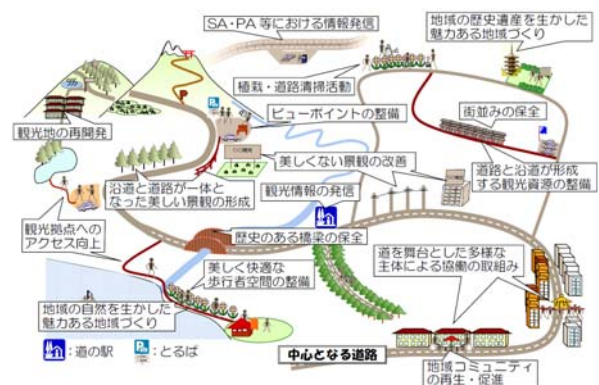 SA・PA 等における情報発信
地域の歴史遺産を生かした
魅力ある地域づくり
植栽・道路清掃活動
ビューポイントの整備
街並みの保全
観光地の再開発
美しくない景観の改善
道路と沿道が形成
する観光資源の整備
沿道と道路が一体と
なった美しい景観の形成
観光情報の発信
観光拠点への
アクセス向上
歴史のある橋梁の保全
道を舞台とした多様な
主体による協働の取組み
美しく快適な
歩行者空間の整備
地域の自然を生かした
魅力ある地域づくり
:道の駅
:とるぱ
中心となる道路
地域コミュニティ
の再生・促進